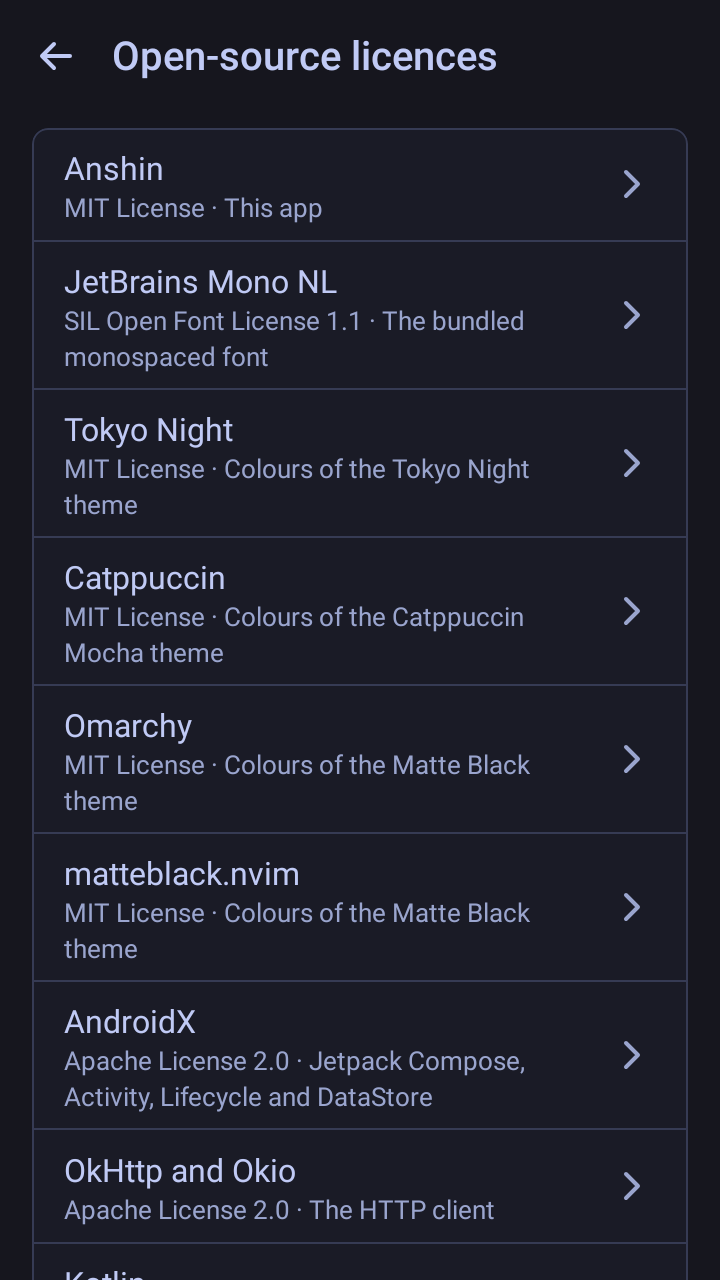 Open-source licences
Anshin
MIT License · This app
JetBrains Mono NL
SIL Open Font License 1.1 · The bundled
monospaced font
Tokyo Night
MIT License · Colours of the Tokyo Night
theme
Catppuccin
MIT License · Colours of the Catppuccin
Mocha theme
Omarchy
MIT License · Colours of the Matte Black
theme
matteblack.nvim
MIT License · Colours of the Matte Black
theme
AndroidX
Apache License 2.0 · Jetpack Compose,
Activity, Lifecycle and DataStore
OkHttp and Okio
Apache License 2.0 · The HTTP client
Kotlin